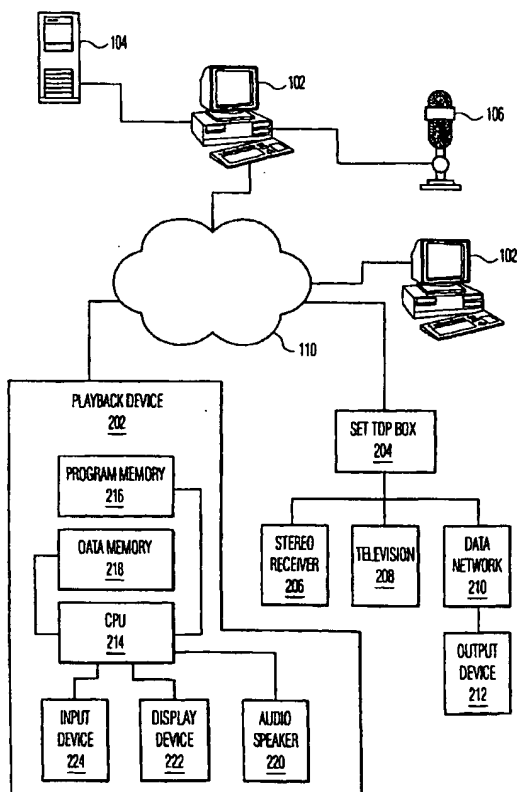 104
102
106
102
110
PLAYBACK DEVICE
202
PROGRAM MEMORY
216
DATA MEMORY
218
CPU
214
INPUT
DEVICE
224
DISPLAY
DEVICE
222
AUDIO
SPEAKER
220
SET TOP BOX
204
STEREO
RECEIVER
206
TELEVISION
208
DATA
NETWORK
210
OUTPUT
DEVICE
212